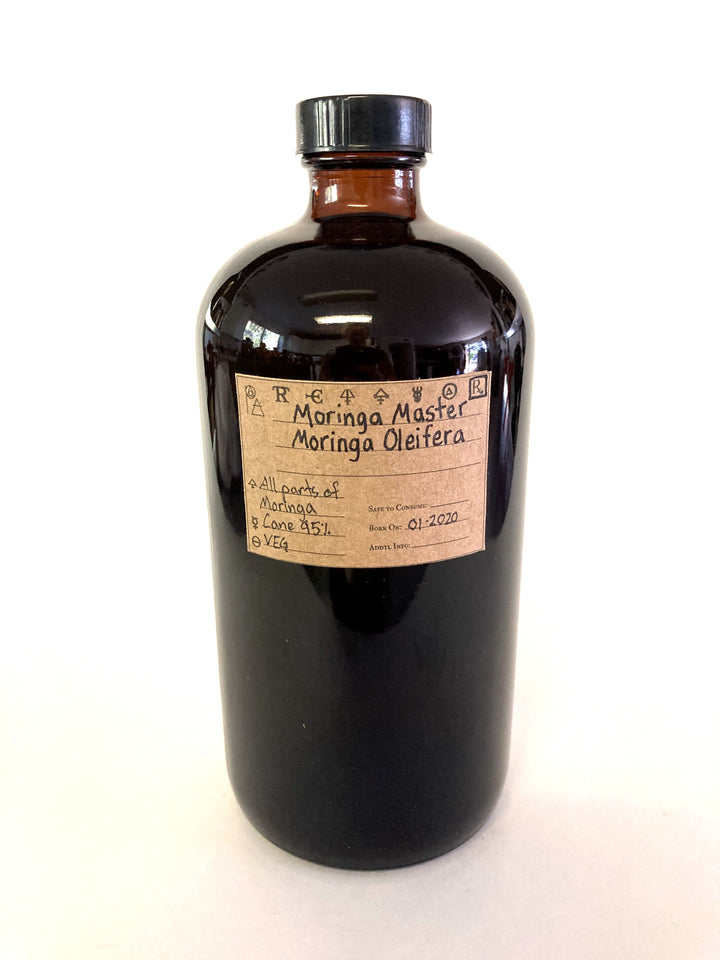 Moringa Master
Moringa Oleifera
All parts of
Moringa
Cane 95%
VEG
Safe to Consume:
Born On: 01-2020
Addtl Info: